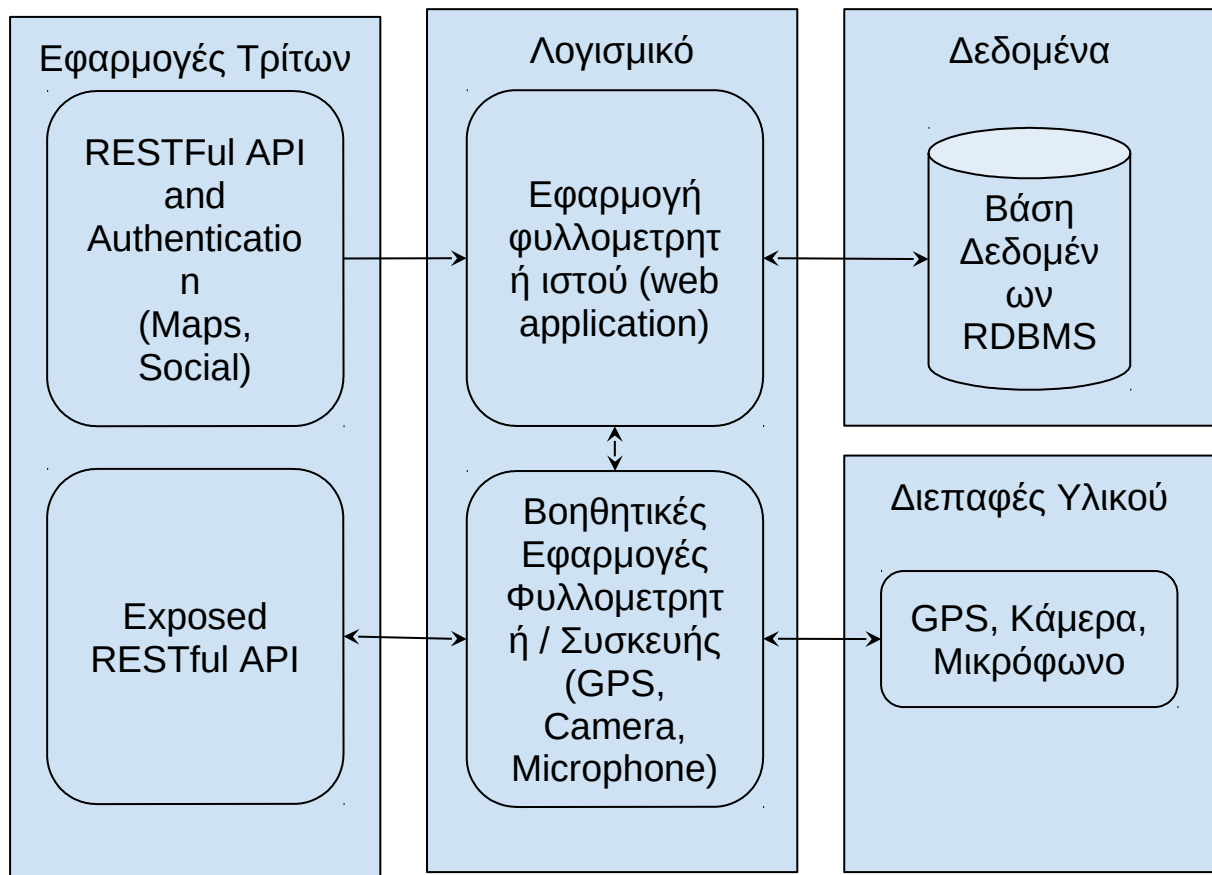 Εφαρμογές Τρίτων
RESTFul API
and
Authenticatio
n
(Maps,
Social)
Exposed
RESTful API
Λογισμικό
Εφαρμογή
φυλλομετρητ
ή ιστού (web
application)
Βοηθητικές
Εφαρμογές
Φυλλομετρητ
ή / Συσκευής
(GPS,
Camera,
Microphone)
Δεδομένα
Βάση
Δεδομέν
ων
RDBMS
Διεπαφές Υλικού
GPS, Κάμερα,
Μικρόφωνο